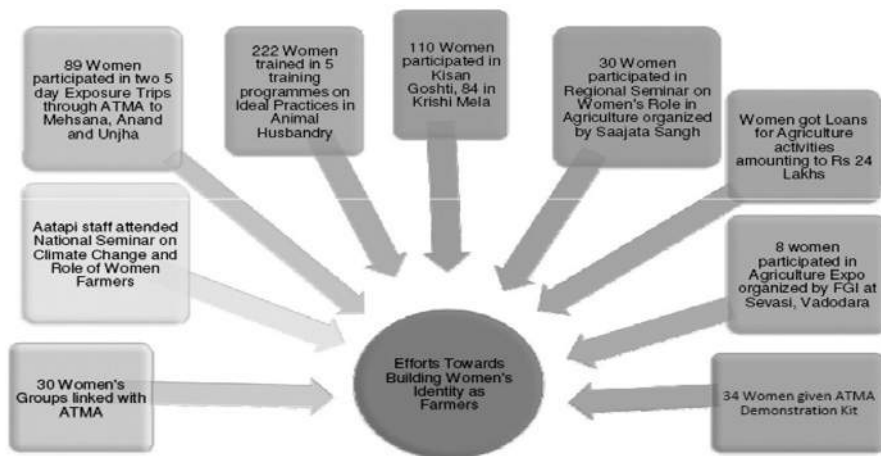 89 Women
participated in two 5
day Exposure Trips
through ATMA to
Mehsana, Anand
and Unjha
222 Women
trained in 5
training
programmes on
Ideal Practices in
Animal
Husbandry
110 Women
participated in
Kisan
Goshti, 84 in
Krishi Mela
30 Women
participated in
Regional Seminar on
Women's Role in
Agriculture organized
by Saajata Sangh
Women got Loans
for Agriculture
activities
amounting to Rs 24
Lakhs
Aatapi staff attended
National Seminar on
Climate Change and
Role of Women
Farmers
8 women
participated in
Agriculture Expo
organized by FGI at
Sevasi, Vadodara
30 Women's
Groups linked with
ATMA
Efforts Towards
Building Women's
Identity as
Farmers
34 Women given ATMA
Demonstration Kit